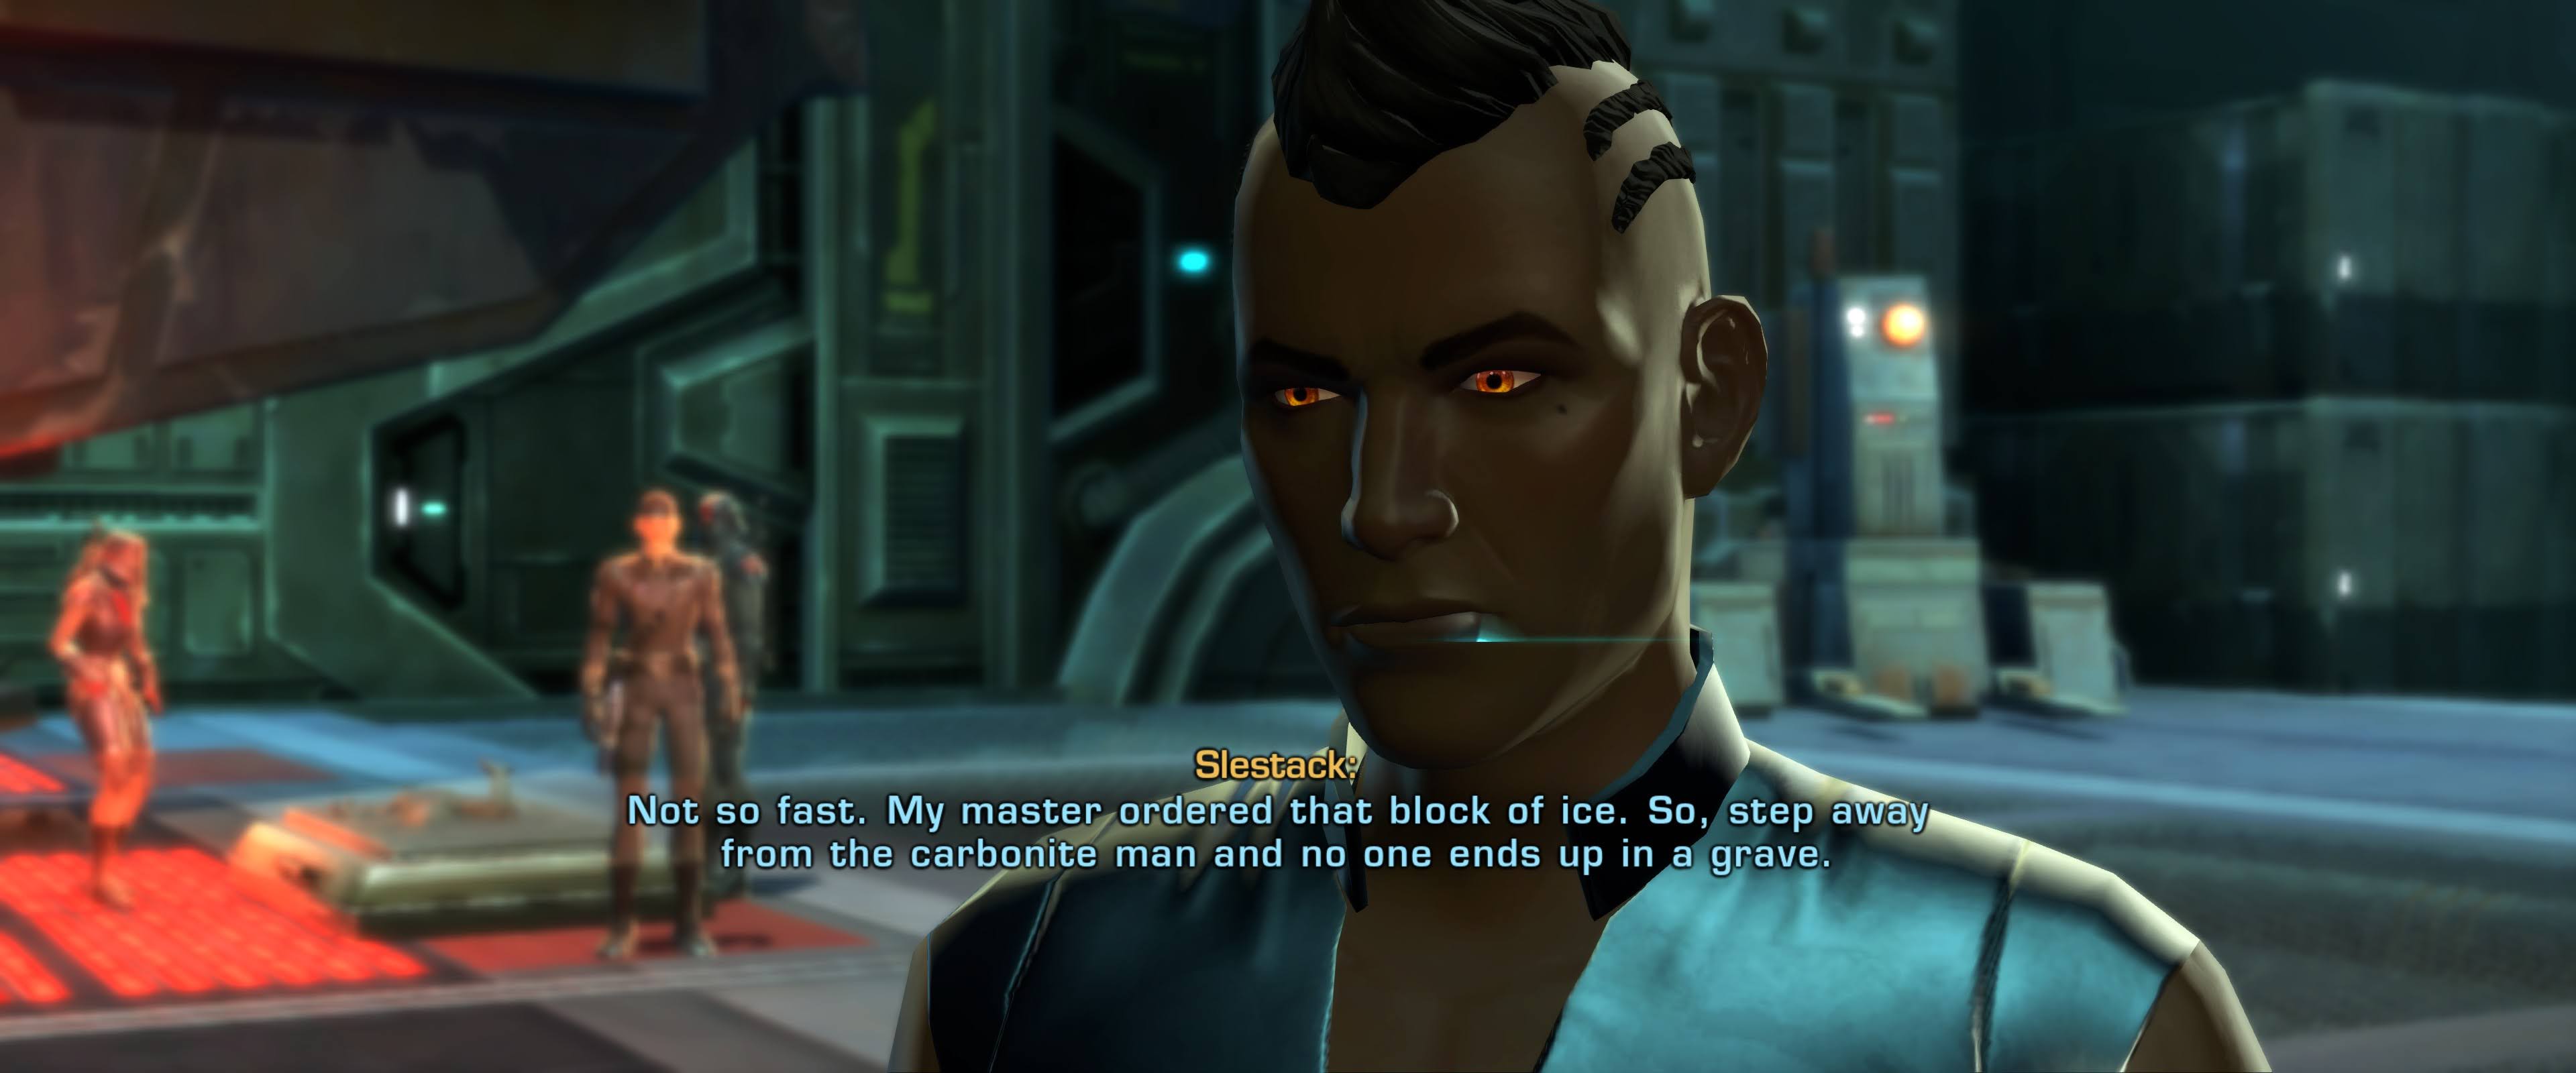 Slestack:
Not so fast. My master ordered that block of ice. So, step away
from the carbonite man and no one ends up in a grave.